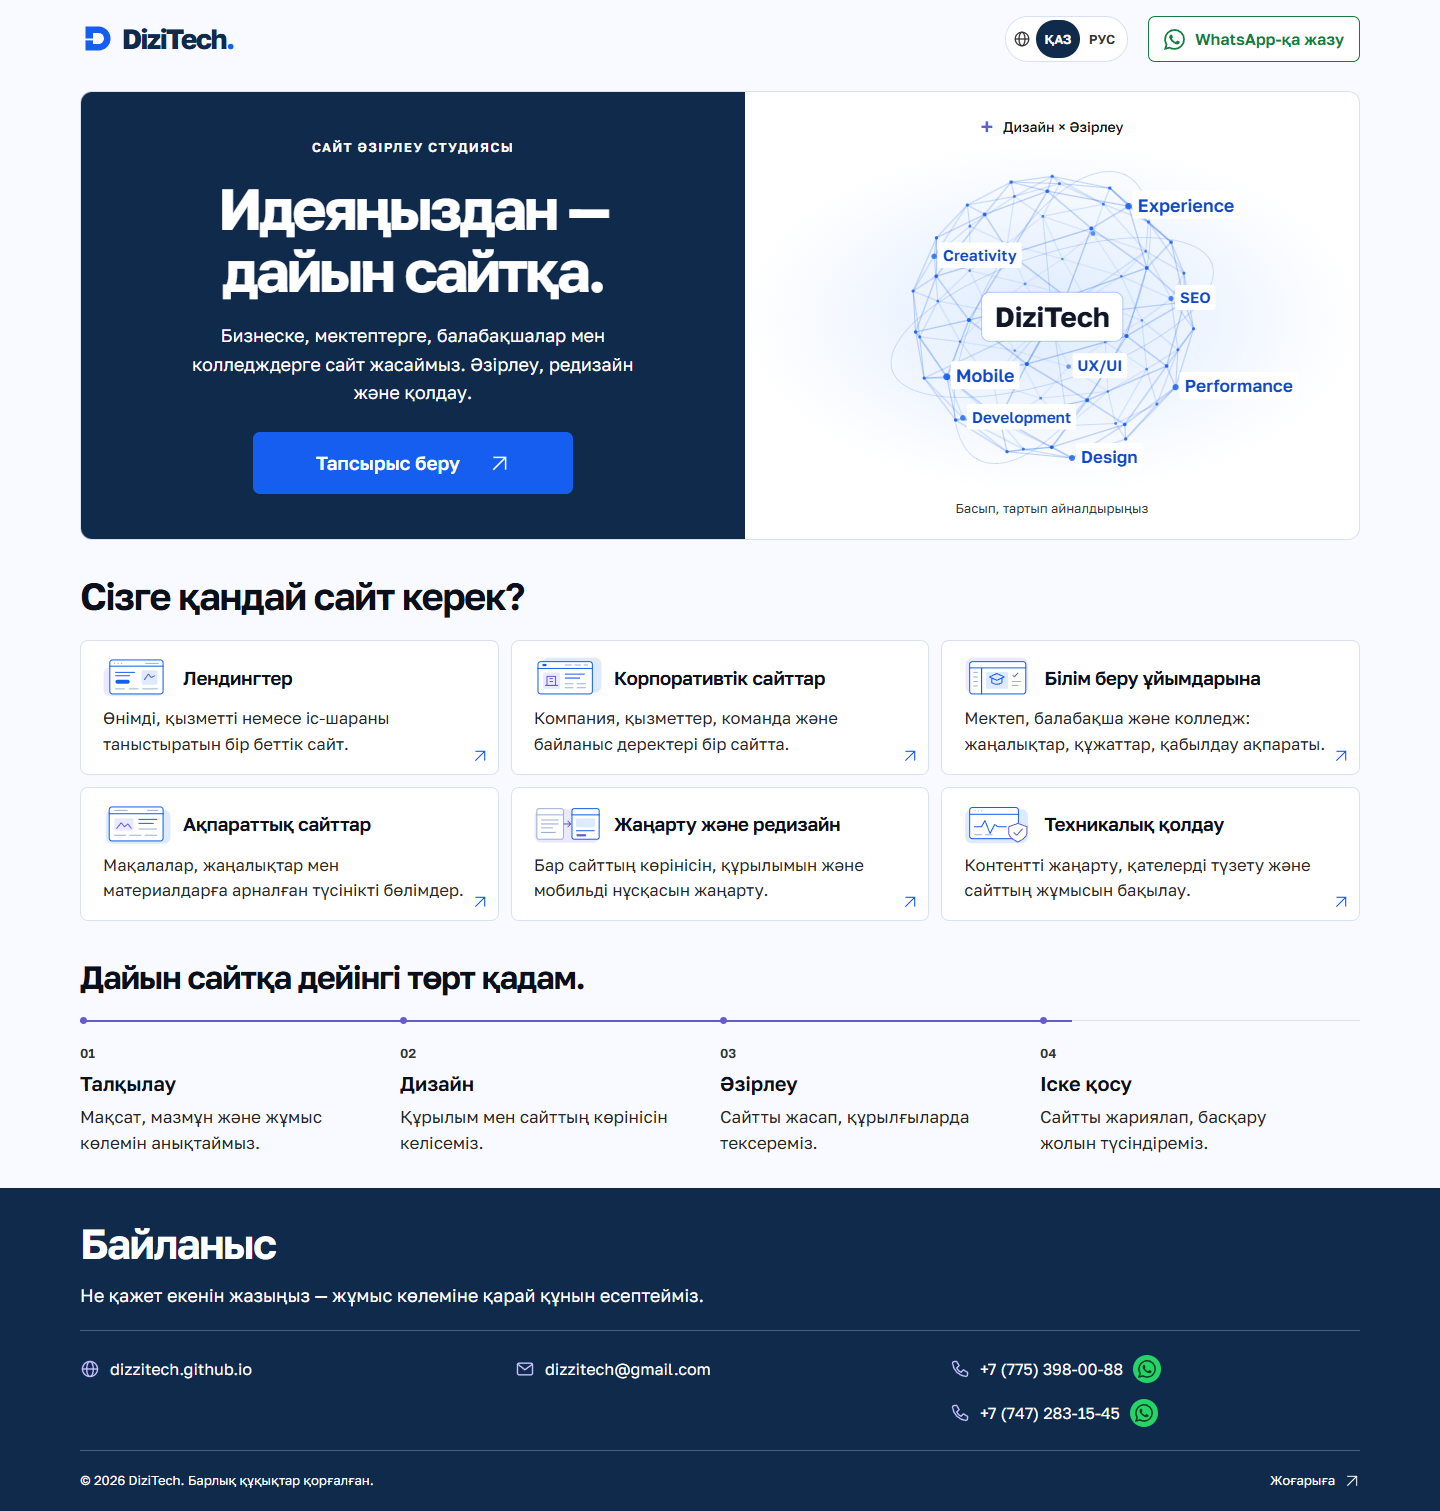 DiziTech.
ҚАЗ РУС
WhatsApp-қа жазу
САЙТ ӘЗІРЛЕУ СТУДИЯСЫ
Идеяңыздан —
дайын сайтқа.
Бизнеске, мектептерге, балабақшалар мен
колледждерге сайт жасаймыз. Әзірлеу, редизайн
және қолдау.
Тапсырыс беру
+ Дизайн × Әзірлеу
Experience
Creativity
SEO
DiziTech
UX/UI
Mobile
Performance
Development
Design
Басып, тартып айналдырыңыз
Сізге қандай сайт керек?
Лендингтер
Өнімді, қызметті немесе іс-шараны
таныстыратын бір беттік сайт.
Корпоративтік сайттар
Компания, қызметтер, команда және
байланыс деректері бір сайтта.
Білім беру ұйымдарына
Мектеп, балабақша және колледж:
жаңалықтар, құжаттар, қабылдау ақпараты.
Ақпараттық сайттар
Мақалалар, жаңалықтар мен
материалдарға арналған түсінікті бөлімдер.
Жаңарту және редизайн
Бар сайттың көрінісін, құрылымын және
мобильді нұсқасын жаңарту.
Техникалық қолдау
Контентті жаңарту, қателерді түзету және
сайттың жұмысын бақылау.
Дайын сайтқа дейінгі төрт қадам.
01
Талқылау
Мақсат, мазмұн және жұмыс
көлемін анықтаймыз.
02
Дизайн
Құрылым мен сайттың көрінісін
келісеміз.
03
Әзірлеу
Сайтты жасап, құрылғыларда
тексереміз.
04
Іске қосу
Сайтты жариялап, басқару
жолын түсіндіреміз.
Байланыс
Не қажет екенін жазыңыз — жұмыс көлеміне қарай құнын есептейміз.
dizzitech.github.io
dizzitech@gmail.com
+7 (775) 398-00-88
+7 (747) 283-15-45
© 2026 DiziTech. Барлық құқықтар қорғалған.
Жоғарыға